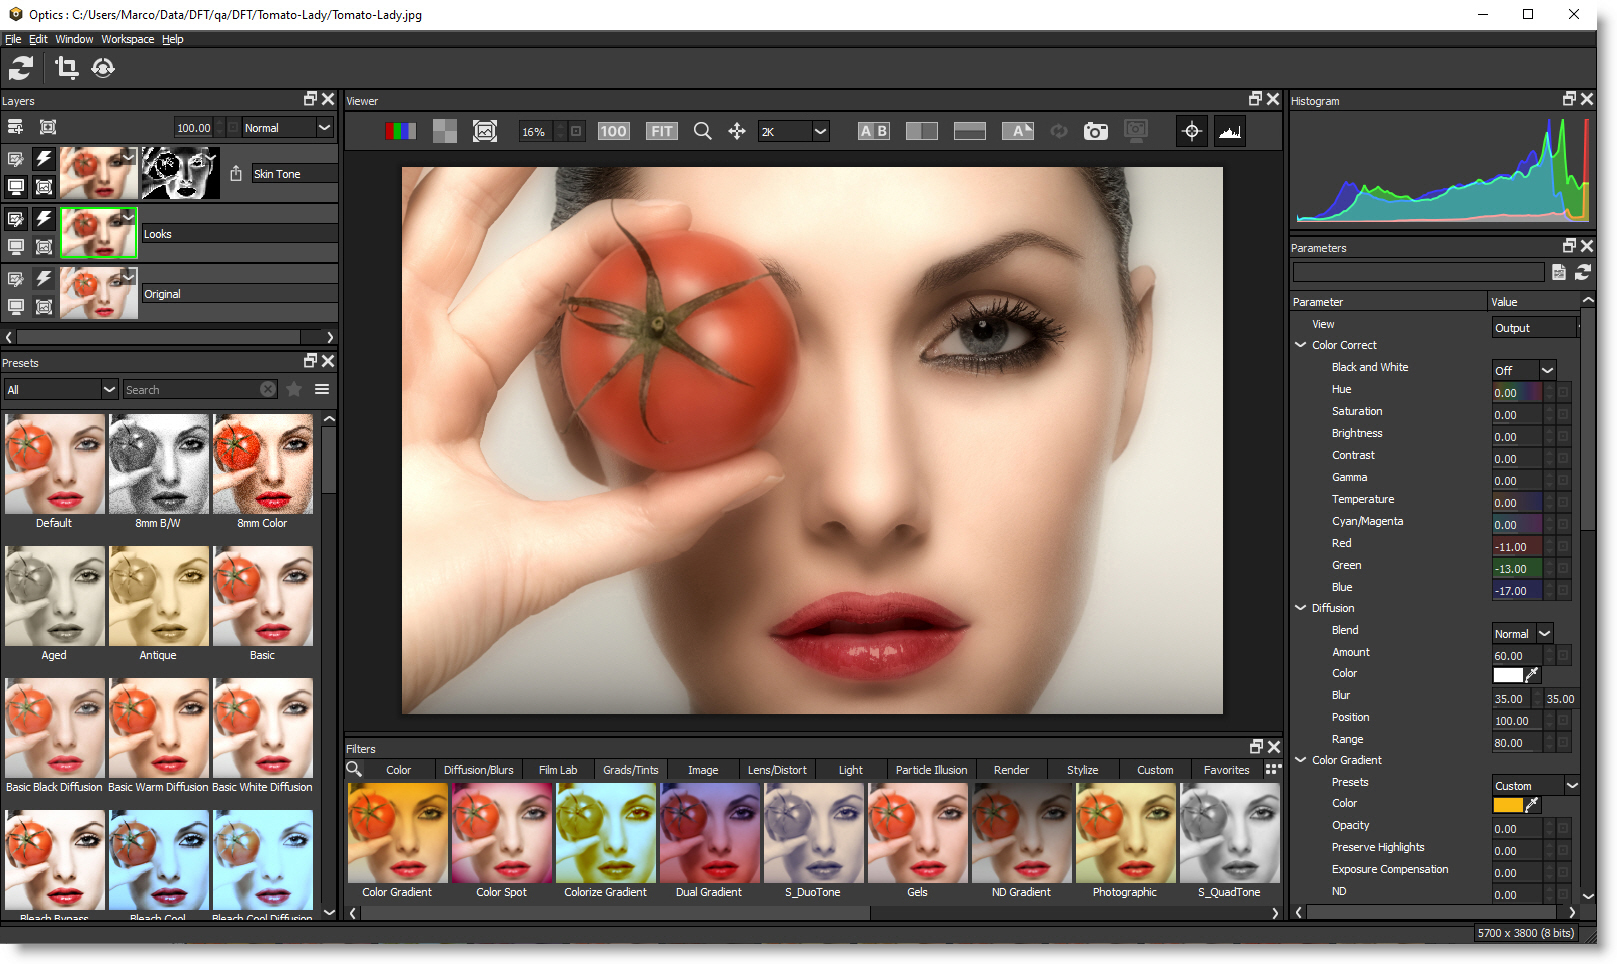 Optics : C:/Users/Marco/Data/DFT/qa/DFT/Tomato-Lady/Tomato-Lady.jpg
File Edit Window Workspace Help
Layers
100.00 Normal
Skin Tone
Looks
Original
Presets
All Search
Default 8mm B/W 8mm Color
Aged Antique Basic
Basic Black Diffusion Basic Warm Diffusion Basic White Diffusion
Bleach Bypass Bleach Cool Bleach Cool Diffusion
Viewer
16% 100 FIT 2K A B A
Filters
Color Diffusion/Blurs Film Lab Grads/Tints Image Lens/Distort Light Particle Illusion Render Stylize Custom Favorites
Color Gradient Color Spot Colorize Gradient Dual Gradient S_DuoTone Gels ND Gradient Photographic S_QuadTone
Histogram
Parameters
Parameter Value
View Output
Color Correct
Black and White Off
Hue 0.00
Saturation 0.00
Brightness 0.00
Contrast 0.00
Gamma 0.00
Temperature 0.00
Cyan/Magenta 0.00
Red -11.00
Green -13.00
Blue -17.00
Diffusion
Blend Normal
Amount 60.00
Color
Blur 35.00 35.00
Position 100.00
Range 80.00
Color Gradient
Presets Custom
Color
Opacity 0.00
Preserve Highlights 0.00
Exposure Compensation 0.00
ND 0.00
5700 x 3800 (8 bits)